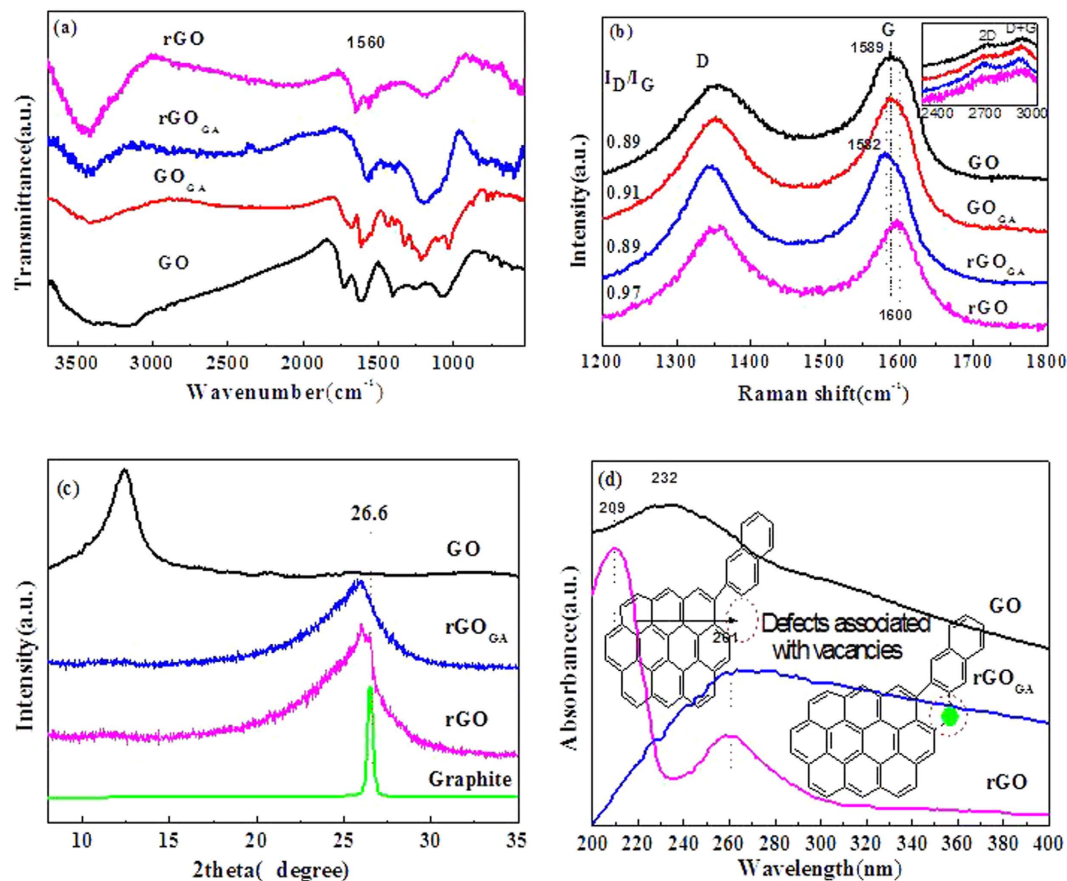 (a)
rGO
1560
rGO_GA
GO_GA
GO
Transmittance(a.u.)
3500 3000 2500 2000 1500 1000
Wavenumber(cm⁻¹)
(b)
I_D/I_G
D
G
1589
2D
D+G
2400 2700 3000
0.89
GO
1582
0.91
GO_GA
0.89
rGO_GA
0.97
rGO
1600
Intensity(a.u.)
1200 1300 1400 1500 1600 1700 1800
Raman shift(cm⁻¹)
(c)
26.6
GO
rGO_GA
rGO
Graphite
Intensity(a.u.)
10 15 20 25 30 35
2theta( degree)
(d)
232
209
GO
261
Defects associated
with vacancies
rGO_GA
rGO
Absorbance(a.u.)
200 220 240 260 280 300 320 340 360 380 400
Wavelength(nm)